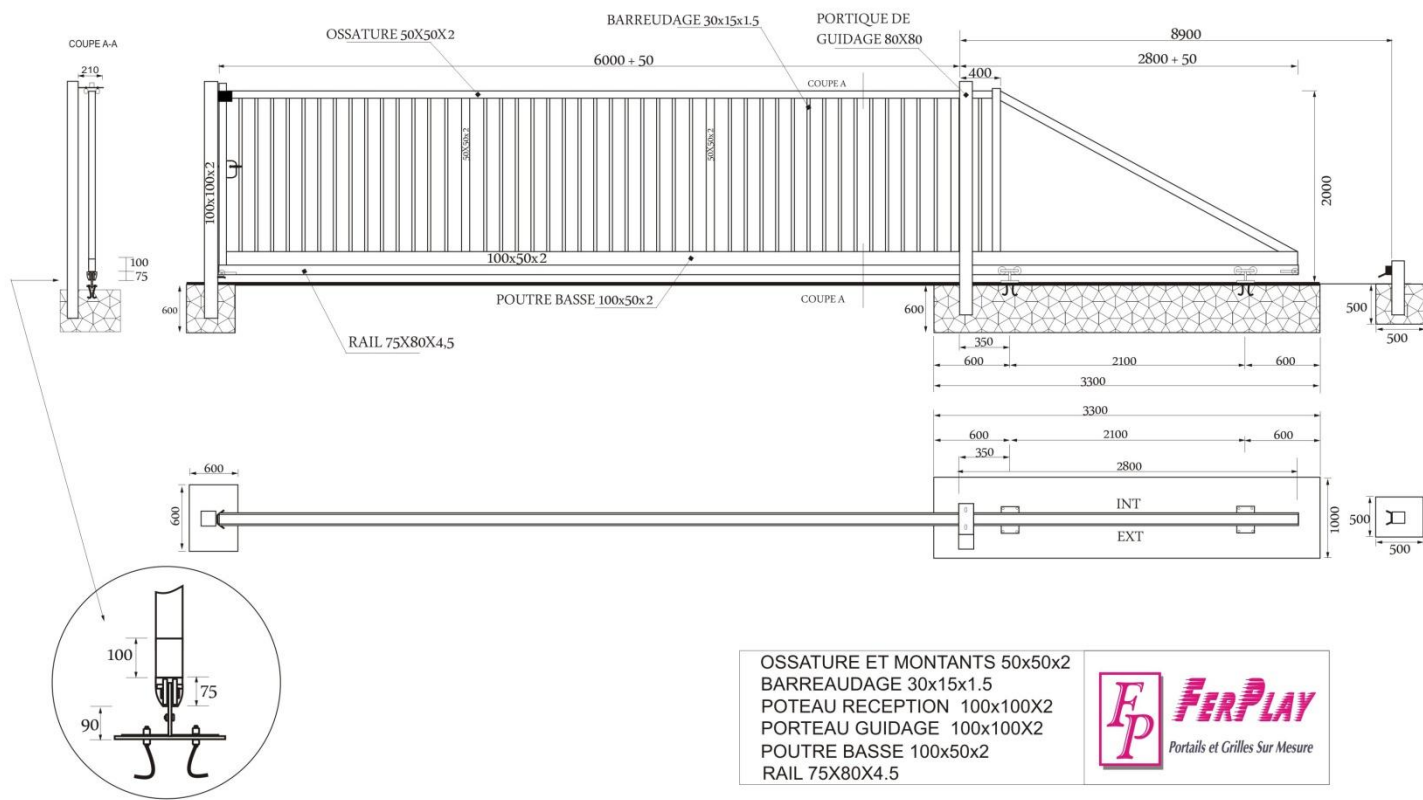 COUPE A-A
210
OSSATURE 50X50X2
BARREUDAGE 30x15x1.5
PORTIQUE DE
GUIDAGE 80X80
8900
6000 + 50
2800 + 50
400
COUPE A
100x100x2
50X50x2
50X50x2
2000
100
75
100x50x2
POUTRE BASSE 100x50x2
COUPE A
RAIL 75X80X4,5
600
600
500
500
350
600
2100
600
3300
3300
600
2100
600
350
2800
600
600
INT
EXT
1000
500
500
100
75
90
OSSATURE ET MONTANTS 50x50x2
BARREAUDAGE 30x15x1.5
POTEAU RECEPTION 100x100X2
PORTEAU GUIDAGE 100x100X2
POUTRE BASSE 100x50x2
RAIL 75X80X4.5
FP
FERPLAY
Portails et Grilles Sur Mesure